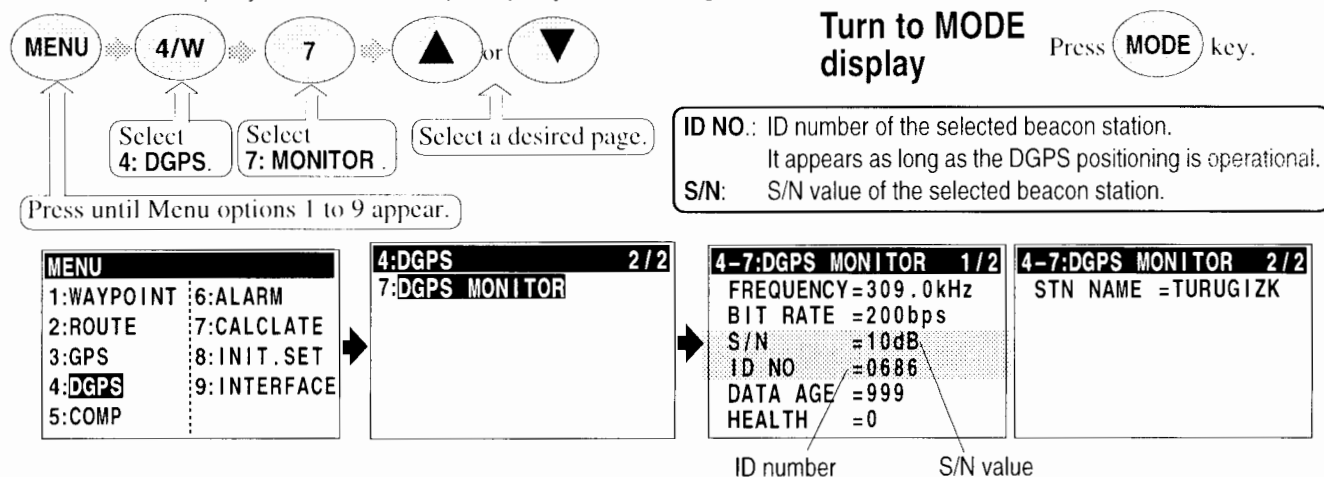 MENU 4/W 7 ▲ or ▼
Select
4: DGPS.
Select
7: MONITOR .
Select a desired page.
Press until Menu options 1 to 9 appear.
Turn to MODE
display
Press MODE key.
ID NO.: ID number of the selected beacon station.
It appears as long as the DGPS positioning is operational.
S/N: S/N value of the selected beacon station.
MENU
1:WAYPOINT 6:ALARM
2:ROUTE 7:CALCLATE
3:GPS 8:INIT.SET
4:DGPS 9:INTERFACE
5:COMP
4:DGPS 2/2
7:DGPS MONITOR
4-7:DGPS MONITOR 1/2
FREQUENCY=309.0kHz
BIT RATE =200bps
S/N =10dB
ID NO =0686
DATA AGE =999
HEALTH =0
ID number S/N value
4-7:DGPS MONITOR 2/2
STN NAME =TURUGIZK